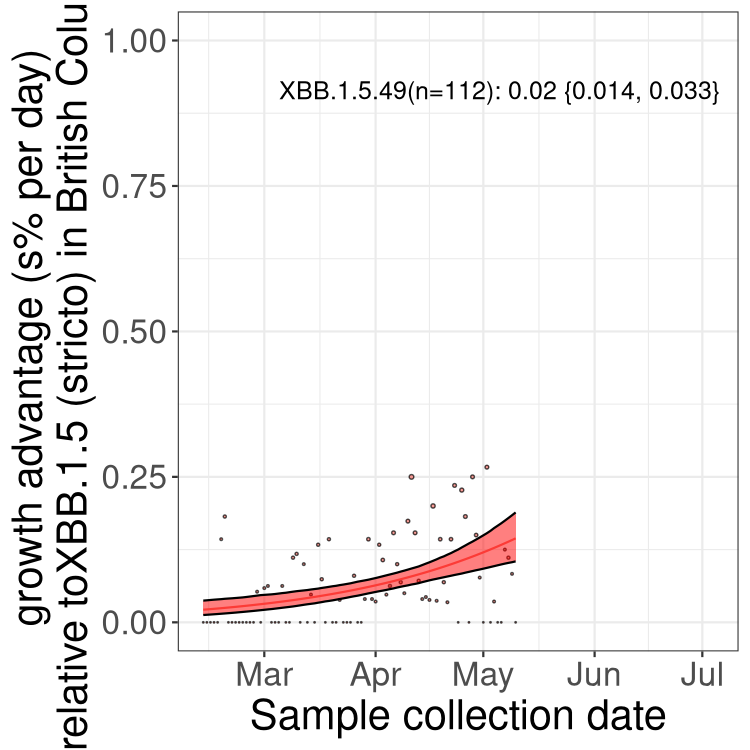 growth advantage (s% per day)
relative toXBB.1.5 (stricto) in British Colu
1.00
0.75
0.50
0.25
0.00
XBB.1.5.49(n=112): 0.02 {0.014, 0.033}
Mar Apr May Jun Jul
Sample collection date